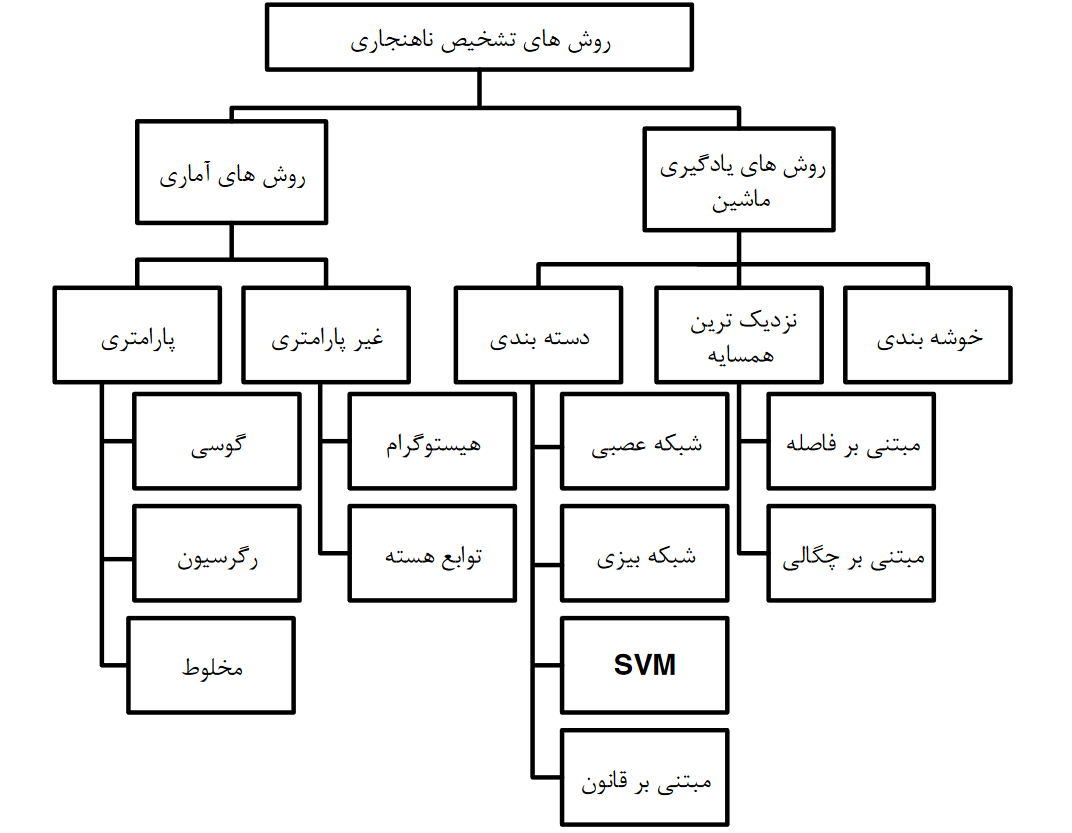 روش های تشخیص ناهنجاری
روش های یادگیری
ماشین
روش های آماری
خوشه بندی
نزدیک ترین
همسایه
دسته بندی
غیر پارامتری
پارامتری
مبتنی بر فاصله
شبکه عصبی
هیستوگرام
گوسی
مبتنی بر چگالی
شبکه بیزی
توابع هسته
رگرسیون
SVM
مخلوط
مبتنی بر قانون